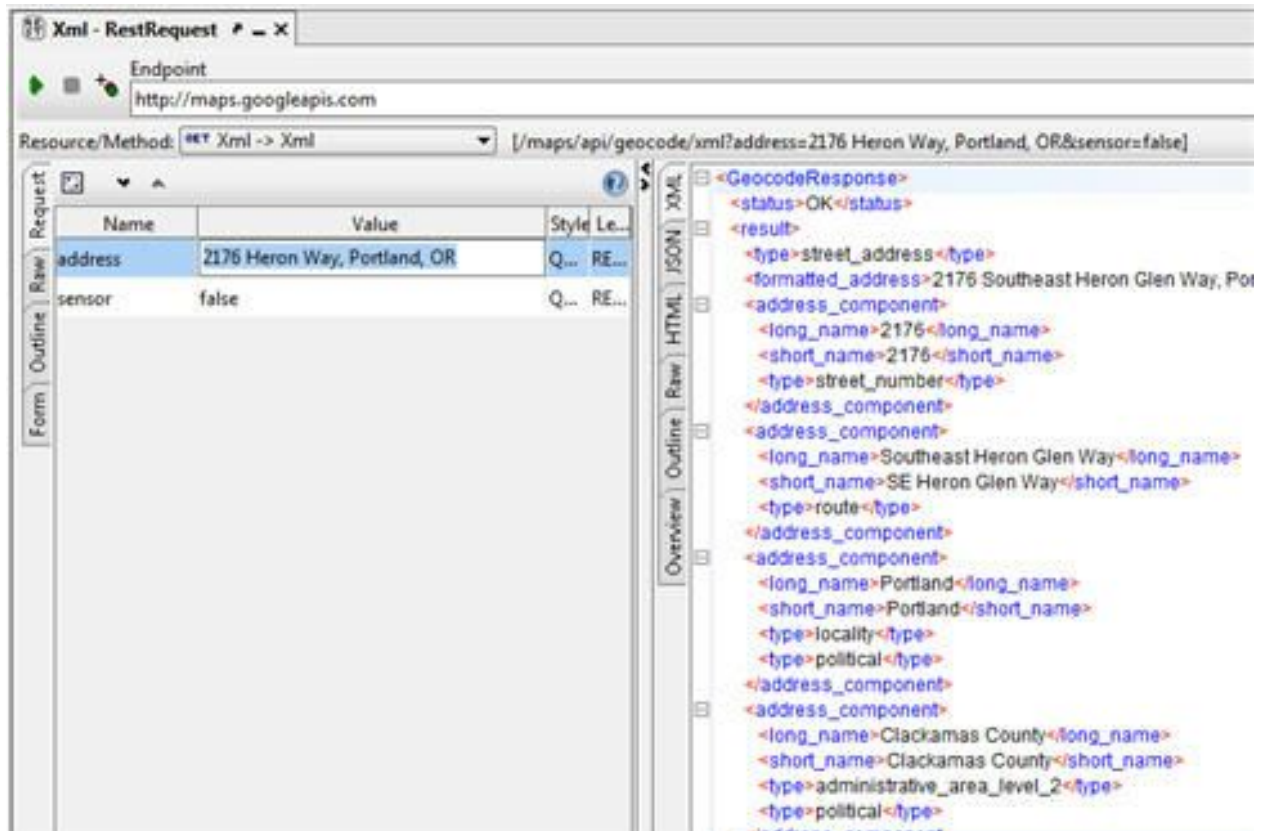 Xml - RestRequest
Endpoint
http://maps.googleapis.com
Resource/Method: GET Xml -> Xml [/maps/api/geocode/xml?address=2176 Heron Way, Portland, OR&sensor=false]
Request
Raw
Outline
Form
Name Value Style Le...
address 2176 Heron Way, Portland, OR Q... RE...
sensor false Q... RE...
XML
JSON
HTML
Raw
Outline
Overview
<GeocodeResponse>
<status>OK</status>
<result>
<type>street_address</type>
<formatted_address>2176 Southeast Heron Glen Way, Por
<address_component>
<long_name>2176</long_name>
<short_name>2176</short_name>
<type>street_number</type>
</address_component>
<address_component>
<long_name>Southeast Heron Glen Way</long_name>
<short_name>SE Heron Glen Way</short_name>
<type>route</type>
</address_component>
<address_component>
<long_name>Portland</long_name>
<short_name>Portland</short_name>
<type>locality</type>
<type>political</type>
</address_component>
<address_component>
<long_name>Clackamas County</long_name>
<short_name>Clackamas County</short_name>
<type>administrative_area_level_2</type>
<type>political</type>